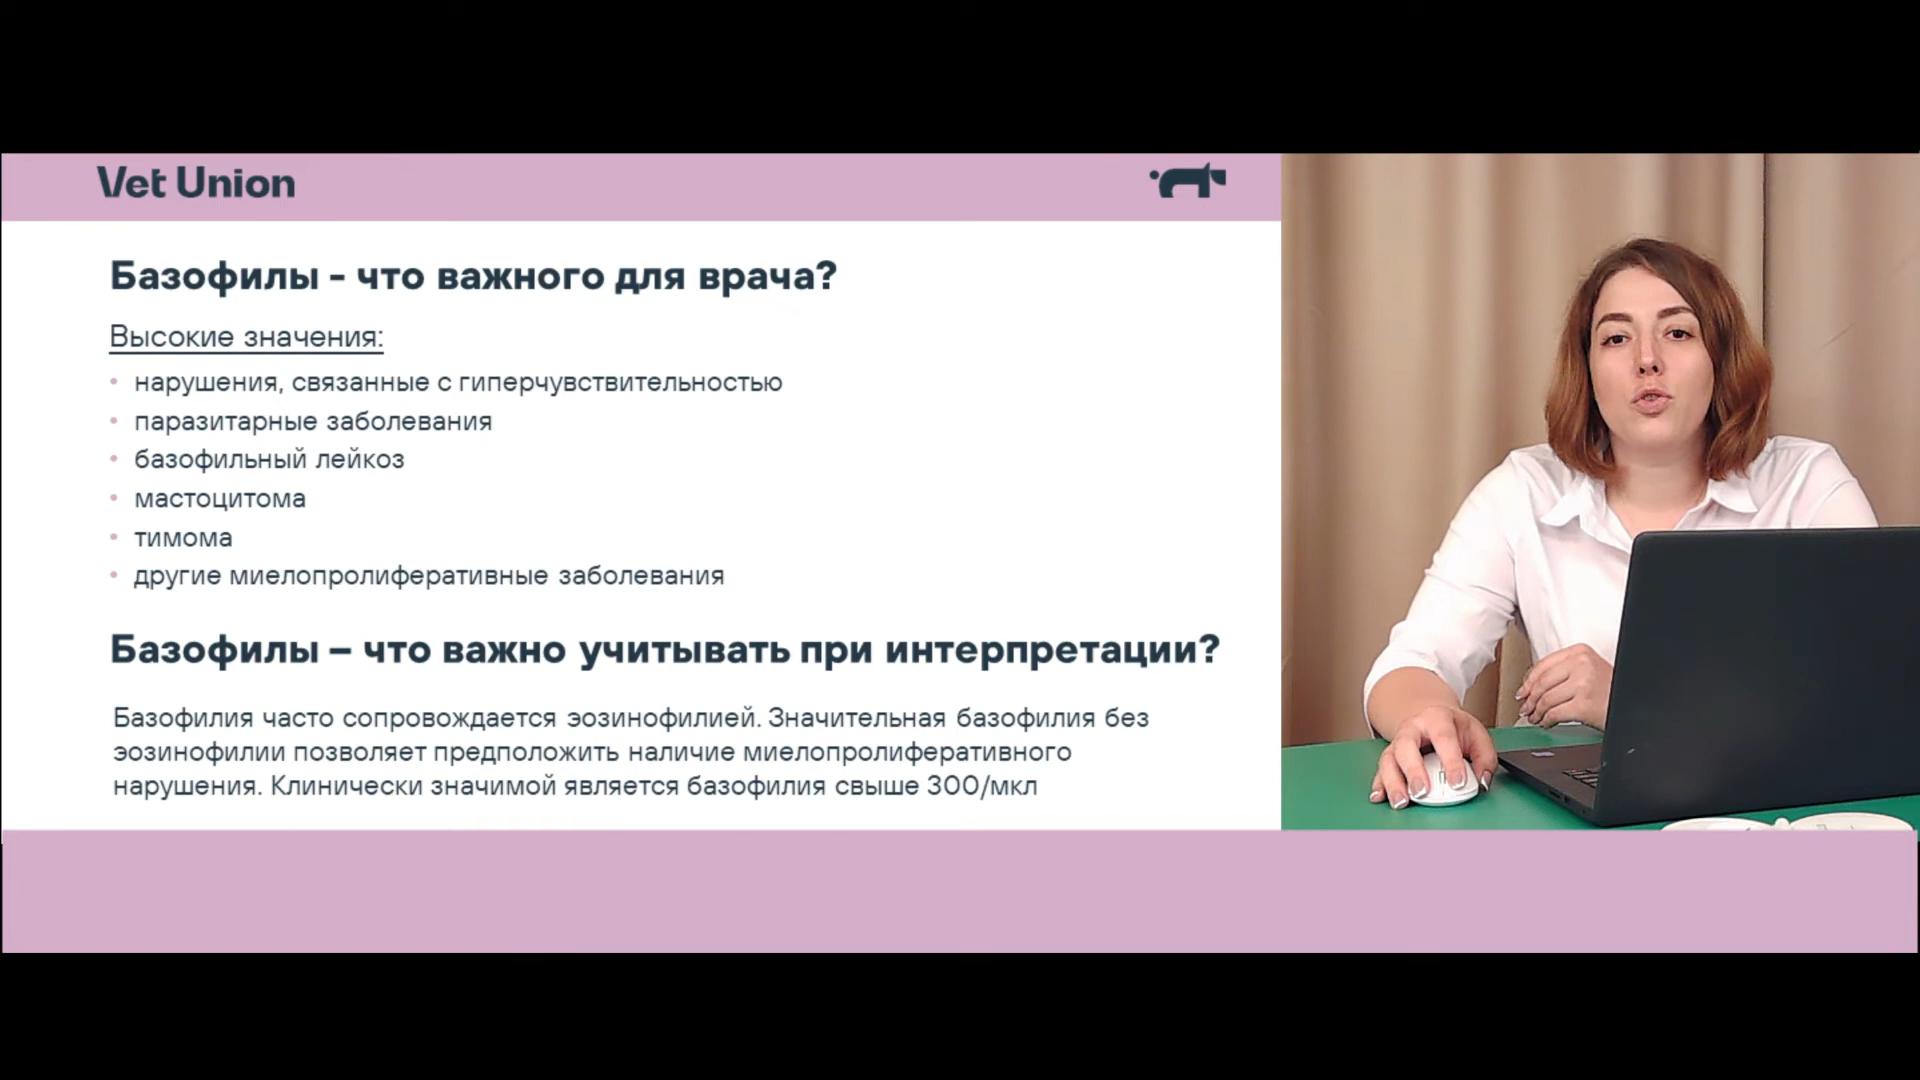 Vet Union
Базофилы - что важного для врача?
Высокие значения:
• нарушения, связанные с гиперчувствительностью
• паразитарные заболевания
• базофильный лейкоз
• мастоцитома
• тимома
• другие миелопролиферативные заболевания
Базофилы – что важно учитывать при интерпретации?
Базофилия часто сопровождается эозинофилией. Значительная базофилия без
эозинофилии позволяет предположить наличие миелопролиферативного
нарушения. Клинически значимой является базофилия свыше 300/мкл